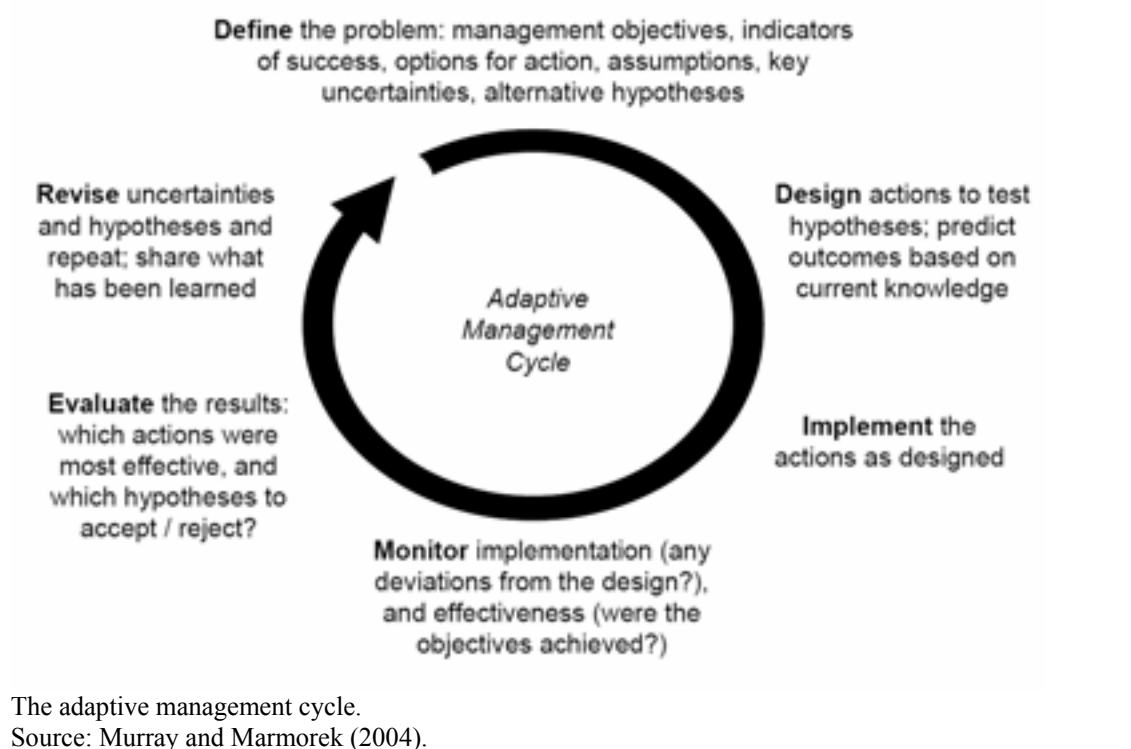 Define the problem: management objectives, indicators
of success, options for action, assumptions, key
uncertainties, alternative hypotheses
Design actions to test
hypotheses; predict
outcomes based on
current knowledge
Implement the
actions as designed
Monitor implementation (any
deviations from the design?),
and effectiveness (were the
objectives achieved?)
Evaluate the results:
which actions were
most effective, and
which hypotheses to
accept / reject?
Revise uncertainties
and hypotheses and
repeat; share what
has been learned
Adaptive
Management
Cycle
The adaptive management cycle.
Source: Murray and Marmorek (2004).